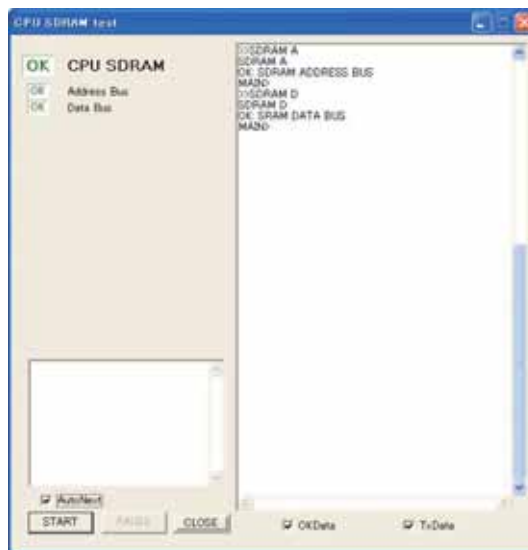 CPU SDRAM test
OK CPU SDRAM
OK Address Bus
OK Data Bus
>>SDRAM A
SDRAM A
OK: SDRAM ADDRESS BUS
MAIN>
>>SDRAM D
SDRAM D
OK: SRAM DATA BUS
MAIN>
AutoNext
START PAUSE CLOSE
OKData TxData